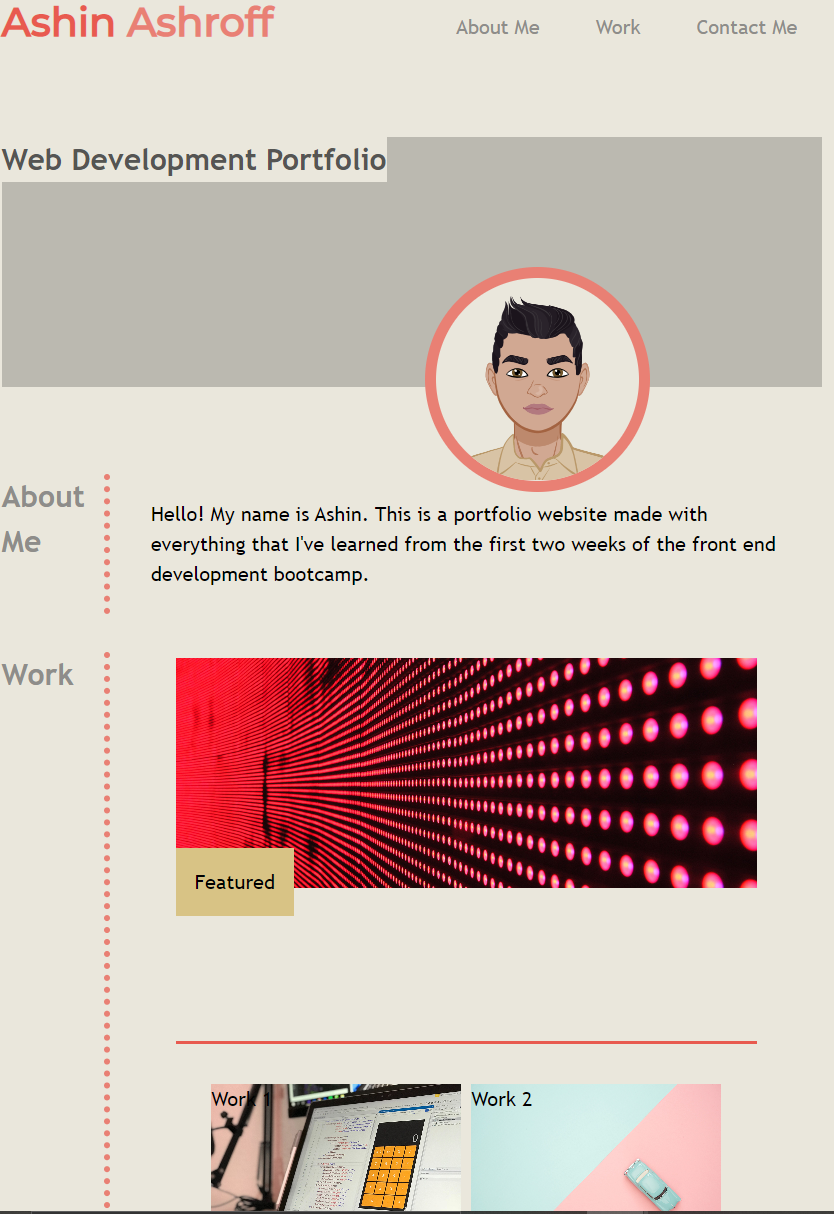 Ashin Ashroff
About Me
Work
Contact Me
Web Development Portfolio
About
Me
Hello! My name is Ashin. This is a portfolio website made with
everything that I've learned from the first two weeks of the front end
development bootcamp.
Work
Featured
Work 1
Work 2
0